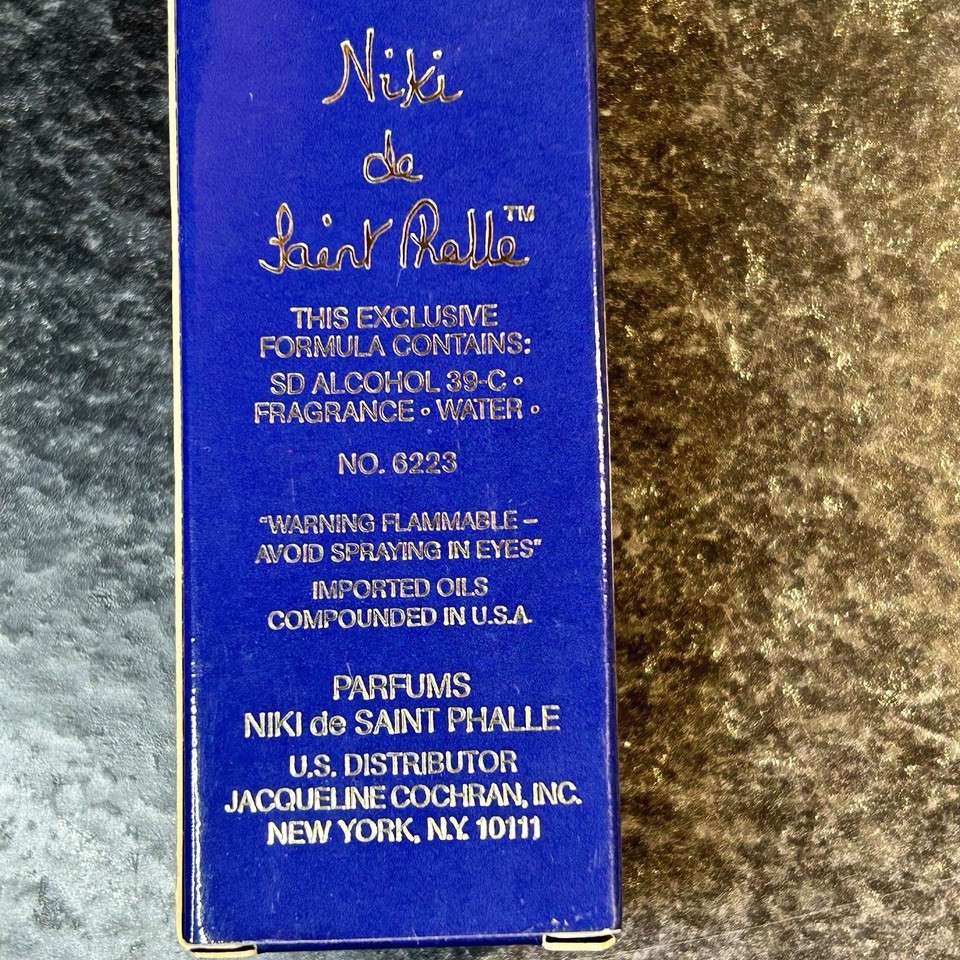 Niki
de
Saint Phalle™
THIS EXCLUSIVE
FORMULA CONTAINS:
SD ALCOHOL 39-C •
FRAGRANCE • WATER •
NO. 6223
"WARNING FLAMMABLE –
AVOID SPRAYING IN EYES"
IMPORTED OILS
COMPOUNDED IN U.S.A.
PARFUMS
NIKI de SAINT PHALLE
U.S. DISTRIBUTOR
JACQUELINE COCHRAN, INC.
NEW YORK, N.Y. 10111